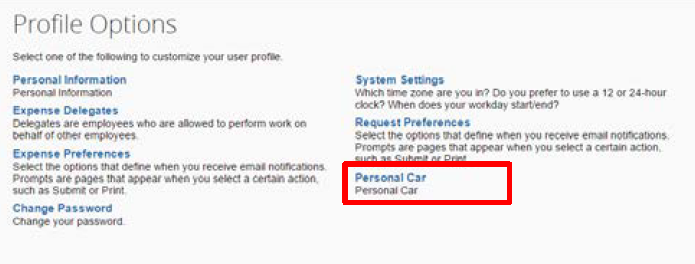 Profile Options
Select one of the following to customize your user profile.
Personal Information
Personal Information
Expense Delegates
Delegates are employees who are allowed to perform work on
behalf of other employees.
Expense Preferences
Select the options that define when you receive email notifications.
Prompts are pages that appear when you select a certain action,
such as Submit or Print.
Change Password
Change your password.
System Settings
Which time zone are you in? Do you prefer to use a 12 or 24-hour
clock? When does your workday start/end?
Request Preferences
Select the options that define when you receive email notifications.
Prompts are pages that appear when you select a certain action,
such as Submit or Print.
Personal Car
Personal Car